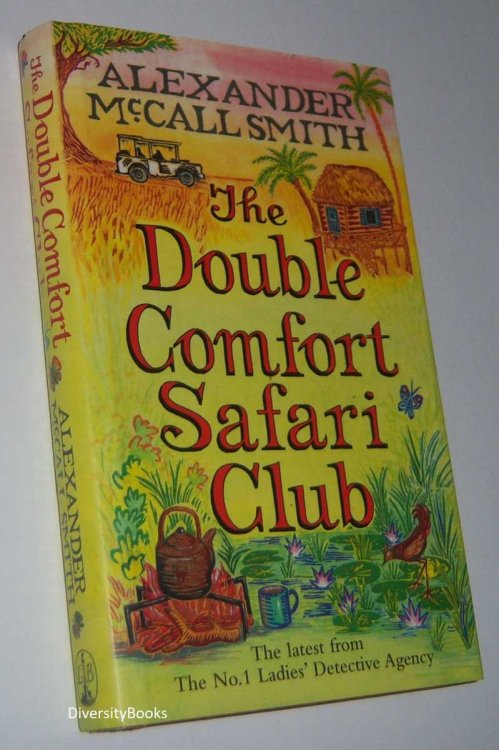 ALEXANDER
McCALL SMITH
The
Double
Comfort
Safari
Club
The latest from
The No.1 Ladies' Detective Agency
The Double Comfort
ALEXANDER
McCALL SMITH
LB
DiversityBooks